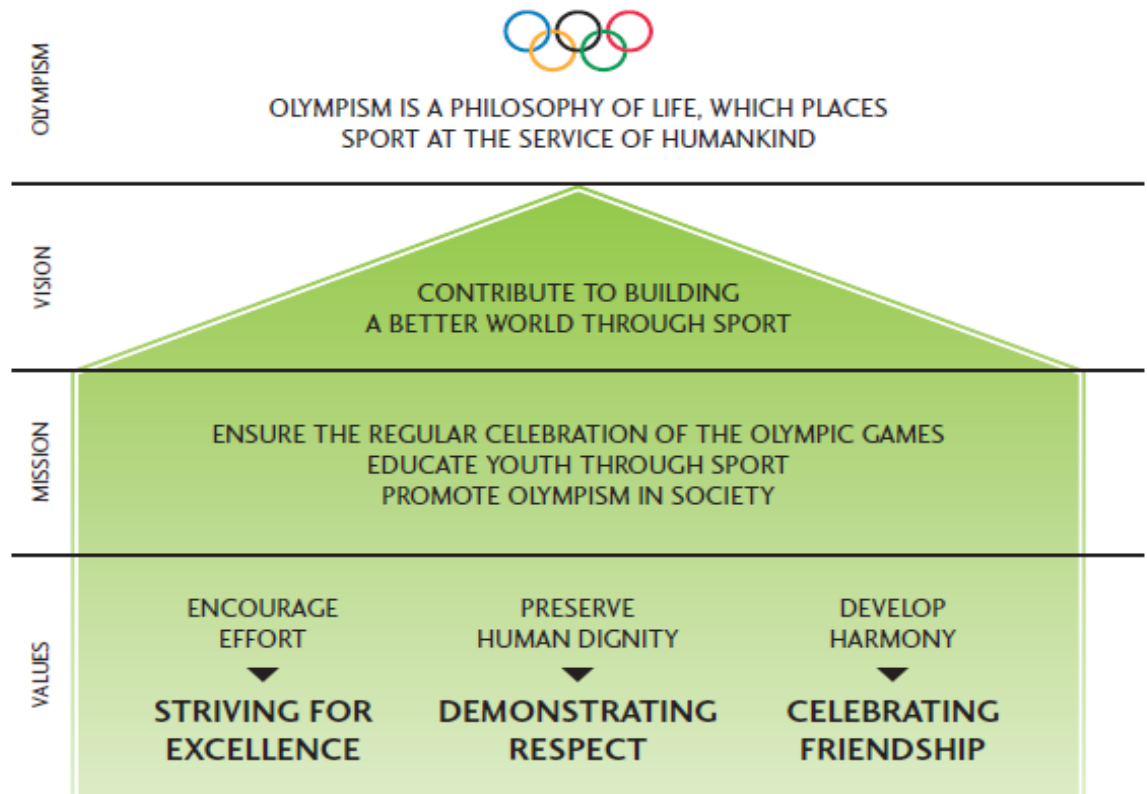 OLYMPISM
OLYMPISM IS A PHILOSOPHY OF LIFE, WHICH PLACES
SPORT AT THE SERVICE OF HUMANKIND
VISION
CONTRIBUTE TO BUILDING
A BETTER WORLD THROUGH SPORT
MISSION
ENSURE THE REGULAR CELEBRATION OF THE OLYMPIC GAMES
EDUCATE YOUTH THROUGH SPORT
PROMOTE OLYMPISM IN SOCIETY
VALUES
ENCOURAGE
EFFORT
STRIVING FOR
EXCELLENCE
PRESERVE
HUMAN DIGNITY
DEMONSTRATING
RESPECT
DEVELOP
HARMONY
CELEBRATING
FRIENDSHIP